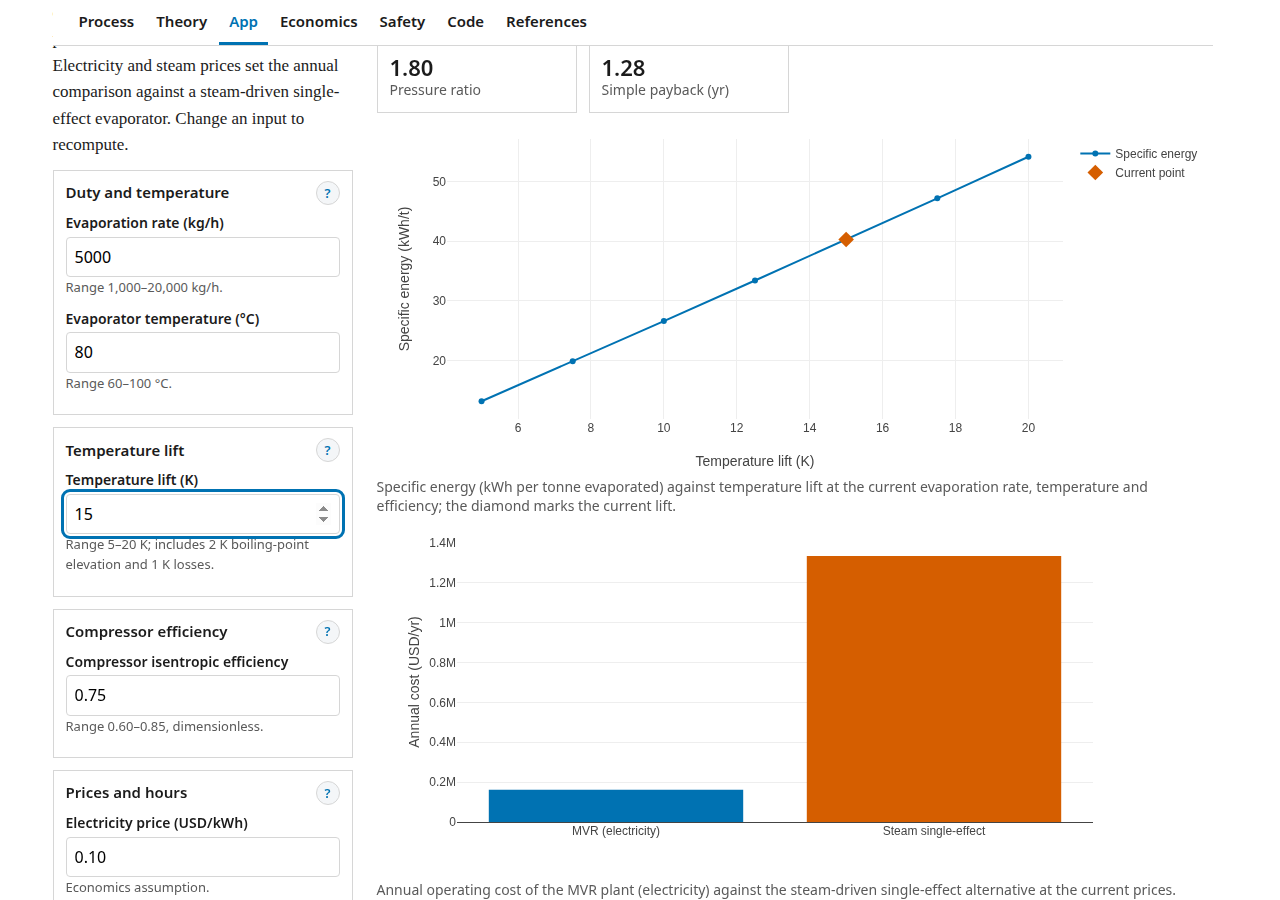 Process Theory App Economics Safety Code References
Electricity and steam prices set the annual
comparison against a steam-driven single-
effect evaporator. Change an input to
recompute.
Duty and temperature ?
Evaporation rate (kg/h)
5000
Range 1,000–20,000 kg/h.
Evaporator temperature (°C)
80
Range 60–100 °C.
Temperature lift ?
Temperature lift (K)
15
Range 5–20 K; includes 2 K boiling-point
elevation and 1 K losses.
Compressor efficiency ?
Compressor isentropic efficiency
0.75
Range 0.60–0.85, dimensionless.
Prices and hours ?
Electricity price (USD/kWh)
0.10
Economics assumption.
1.80
Pressure ratio
1.28
Simple payback (yr)
Specific energy
Current point
Specific energy (kWh/t)
50
40
30
20
6 8 10 12 14 16 18 20
Temperature lift (K)
Specific energy (kWh per tonne evaporated) against temperature lift at the current evaporation rate, temperature and
efficiency; the diamond marks the current lift.
Annual cost (USD/yr)
1.4M
1.2M
1M
0.8M
0.6M
0.4M
0.2M
0
MVR (electricity) Steam single-effect
Annual operating cost of the MVR plant (electricity) against the steam-driven single-effect alternative at the current prices.